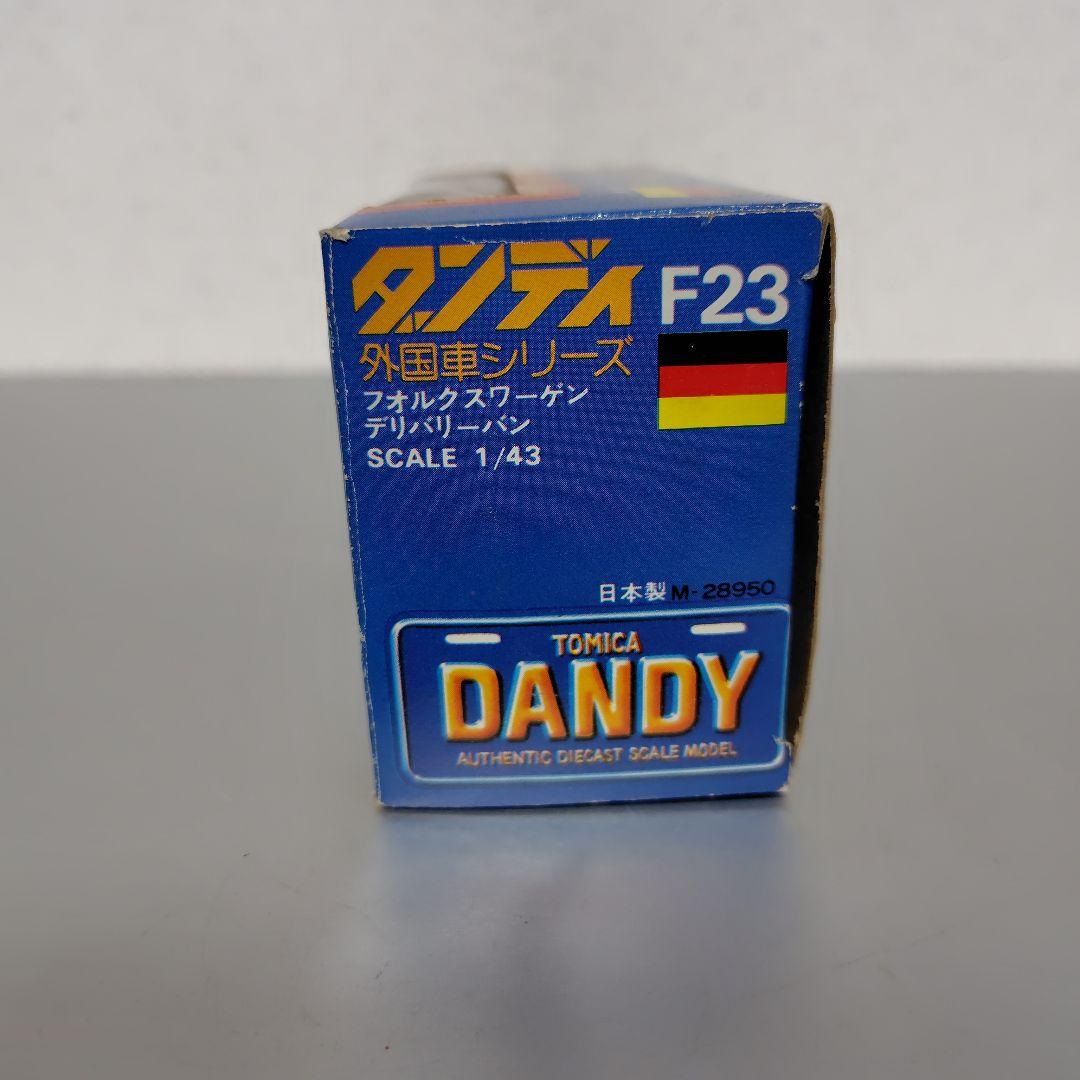 ダンディ F23
外国車シリーズ
フォルクスワーゲン
デリバリーバン
SCALE 1/43
日本製 M-28950
TOMICA
DANDY
AUTHENTIC DIECAST SCALE MODEL